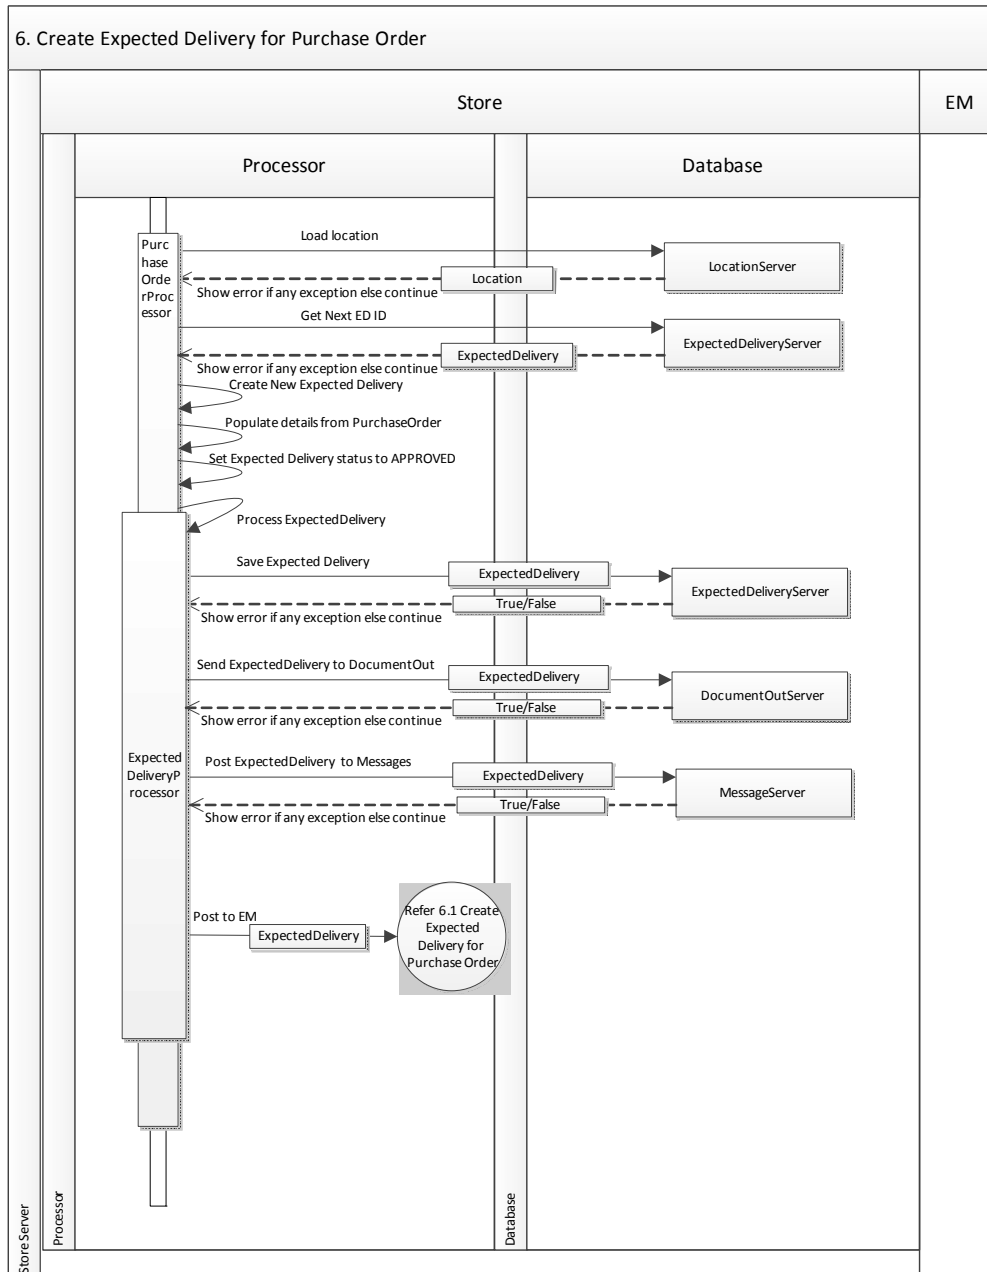 6. Create Expected Delivery for Purchase Order
Store
EM
Processor
Database
Purc
hase
Orde
rProc
essor
Load location
LocationServer
Location
Show error if any exception else continue
Get Next ED ID
ExpectedDeliveryServer
ExpectedDelivery
Show error if any exception else continue
Create New Expected Delivery
Populate details from PurchaseOrder
Set Expected Delivery status to APPROVED
Process ExpectedDelivery
Save Expected Delivery
ExpectedDelivery
ExpectedDeliveryServer
True/False
Show error if any exception else continue
Send ExpectedDelivery to DocumentOut
ExpectedDelivery
DocumentOutServer
True/False
Show error if any exception else continue
Expected
DeliveryP
rocessor
Post ExpectedDelivery to Messages
ExpectedDelivery
MessageServer
True/False
Show error if any exception else continue
Post to EM
ExpectedDelivery
Refer 6.1 Create
Expected
Delivery for
Purchase Order
Store Server
Processor
Database